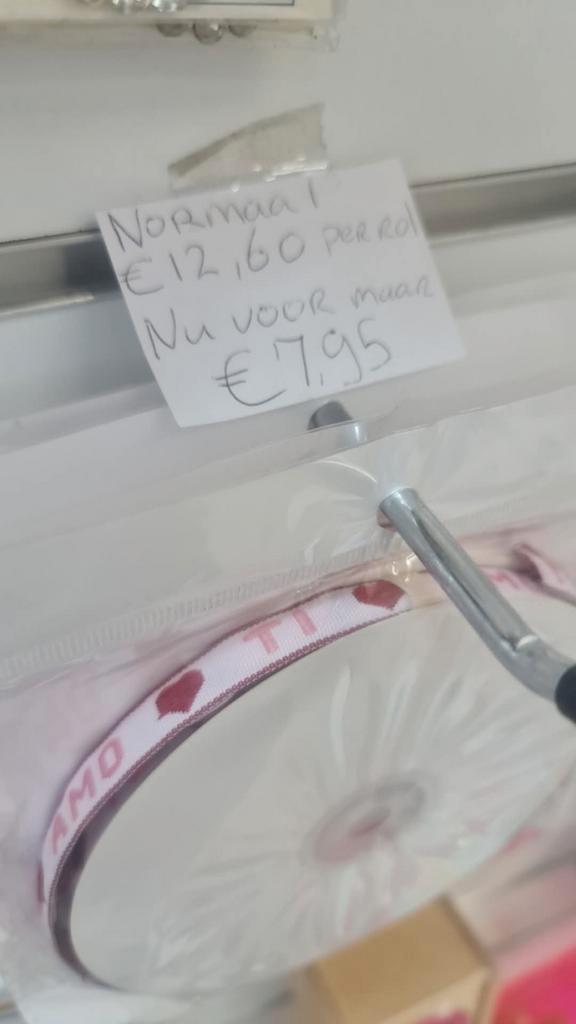 Normaal
€12,60 per rol
Nu voor maar
€7,95
AMO ♥ TI ♥